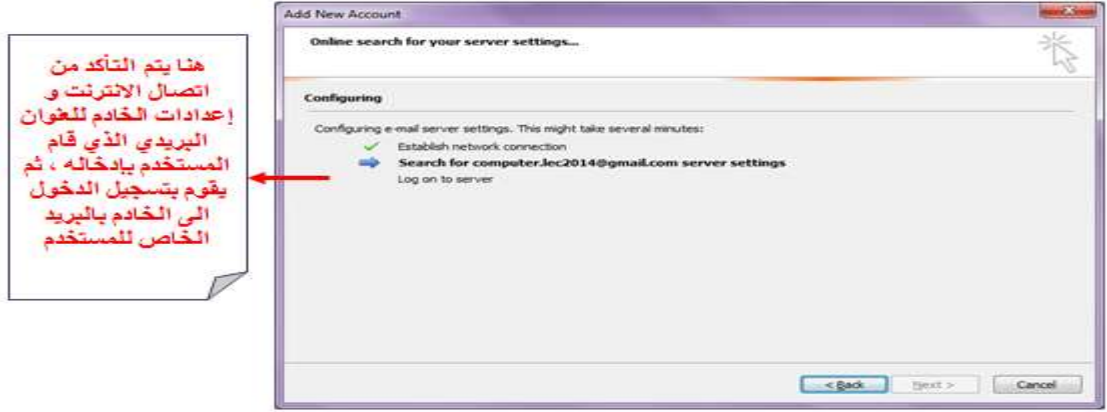 Add New Account
Online search for your server settings...
Configuring
Configuring e-mail server settings. This might take several minutes:
Establish network connection
Search for computer.lec2014@gmail.com server settings
Log on to server
< Back
Next >
Cancel
هنا يتم التأكد من
اتصال الانترنت و
إعدادات الخادم للعنوان
البريدي الذي قام
المستخدم بإدخاله ، ثم
يقوم بتسجيل الدخول
الى الخادم بالبريد
الخاص للمستخدم